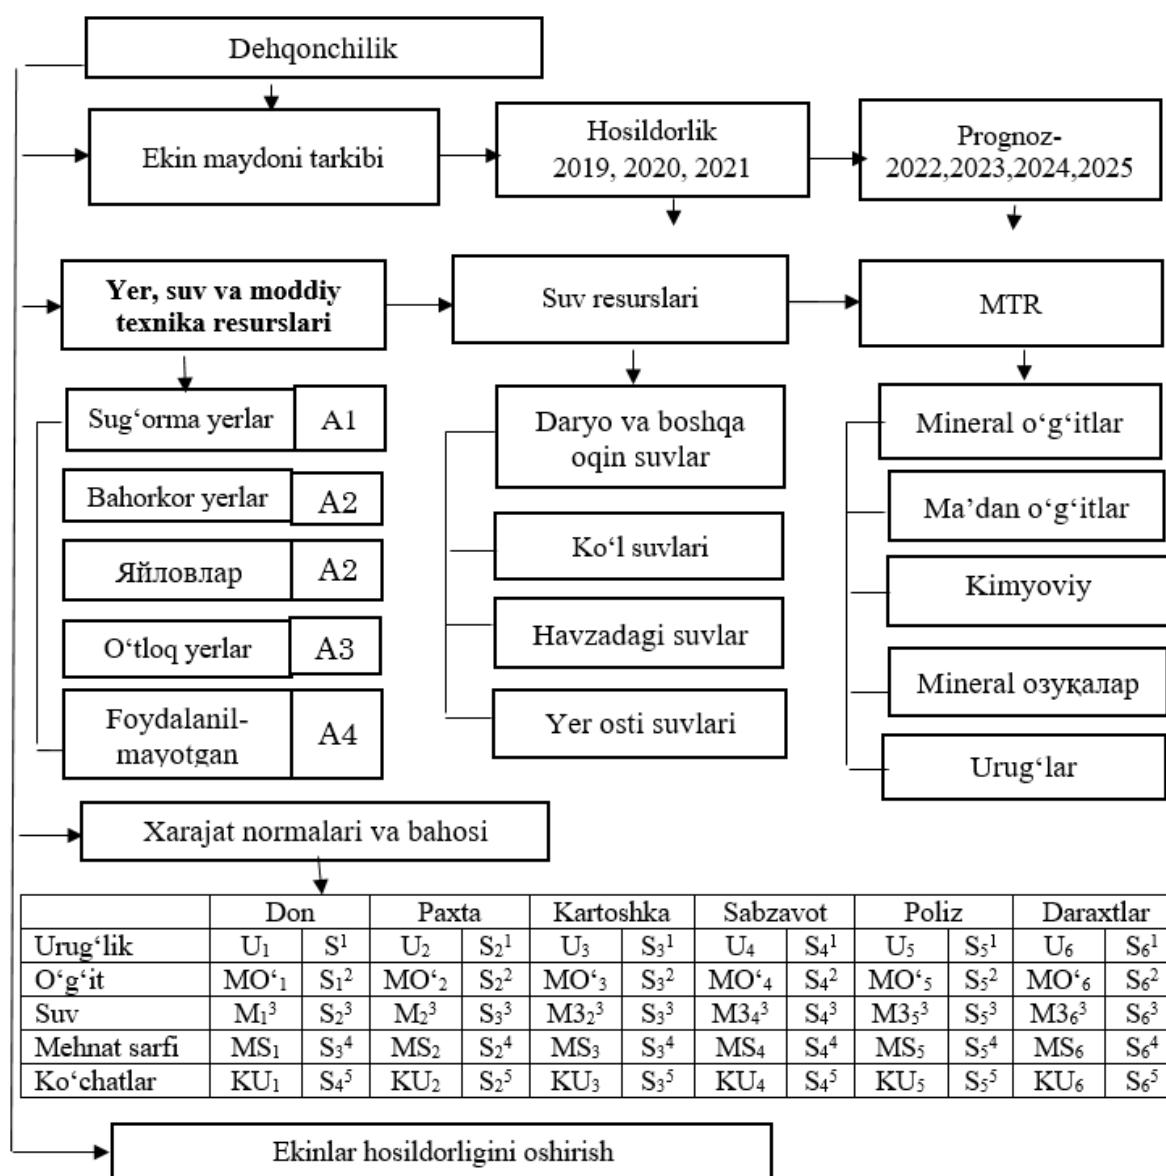 Dehqonchilik
Ekin maydoni tarkibi
Hosildorlik
2019, 2020, 2021
Prognoz-
2022,2023,2024,2025
Yer, suv va moddiy
texnika resurslari
Suv resurslari
MTR
Sug‘orma yerlar A1
Bahorkor yerlar A2
Яйловлар A2
O‘tloq yerlar A3
Foydalanil-
mayotgan A4
Daryo va boshqa
oqin suvlar
Ko‘l suvlari
Havzadagi suvlar
Yer osti suvlari
Mineral o‘g‘itlar
Ma’dan o‘g‘itlar
Kimyoviy
Mineral озуқалар
Urug‘lar
Xarajat normalari va bahosi
Don Paxta Kartoshka Sabzavot Poliz Daraxtlar
Urug‘lik U₁ S¹ U₂ S₂¹ U₃ S₃¹ U₄ S₄¹ U₅ S₅¹ U₆ S₆¹
O‘g‘it MO‘₁ S₁² MO‘₂ S₂² MO‘₃ S₃² MO‘₄ S₄² MO‘₅ S₅² MO‘₆ S₆²
Suv M₁³ S₂³ M₂³ S₃³ M3₂³ S₃³ M3₄³ S₄³ M3₅³ S₅³ M3₆³ S₆³
Mehnat sarfi MS₁ S₃⁴ MS₂ S₂⁴ MS₃ S₃⁴ MS₄ S₄⁴ MS₅ S₅⁴ MS₆ S₆⁴
Ko‘chatlar KU₁ S₄⁵ KU₂ S₂⁵ KU₃ S₃⁵ KU₄ S₄⁵ KU₅ S₅⁵ KU₆ S₆⁵
Ekinlar hosildorligini oshirish